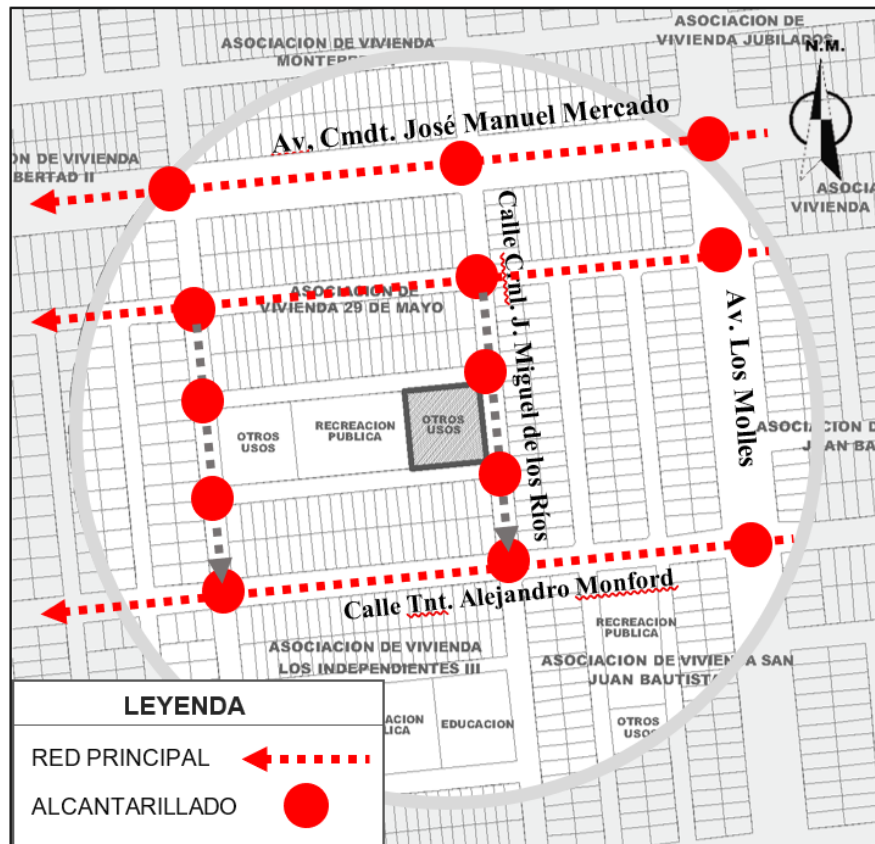 ASOCIACION DE
VIVIENDA JUBILADOS
ASOCIACION DE VIVIENDA
N.M.
Av, Cmdt. José Manuel Mercado
ON DE VIVIENDA
BERTAD II
ASOCIA
VIVIENDA
Calle Crnl. J. Miguel de los Ríos
ASOCIACION DE
VIVIENDA 29 DE MAYO
Av. Los Molles
RECREACION
PUBLICA
OTROS
USOS
OTROS
USOS
ASOCIACION D
JUAN BA
Calle Tnt. Alejandro Monford
RECREACION
PUBLICA
ASOCIACION DE VIVIENDA
LOS INDEPENDIENTES III
ASOCIACION DE VIVIENDA SAN
JUAN BAUTISTA
LEYENDA
ACION
LICA
EDUCACION
OTROS
USOS
RED PRINCIPAL
ALCANTARILLADO